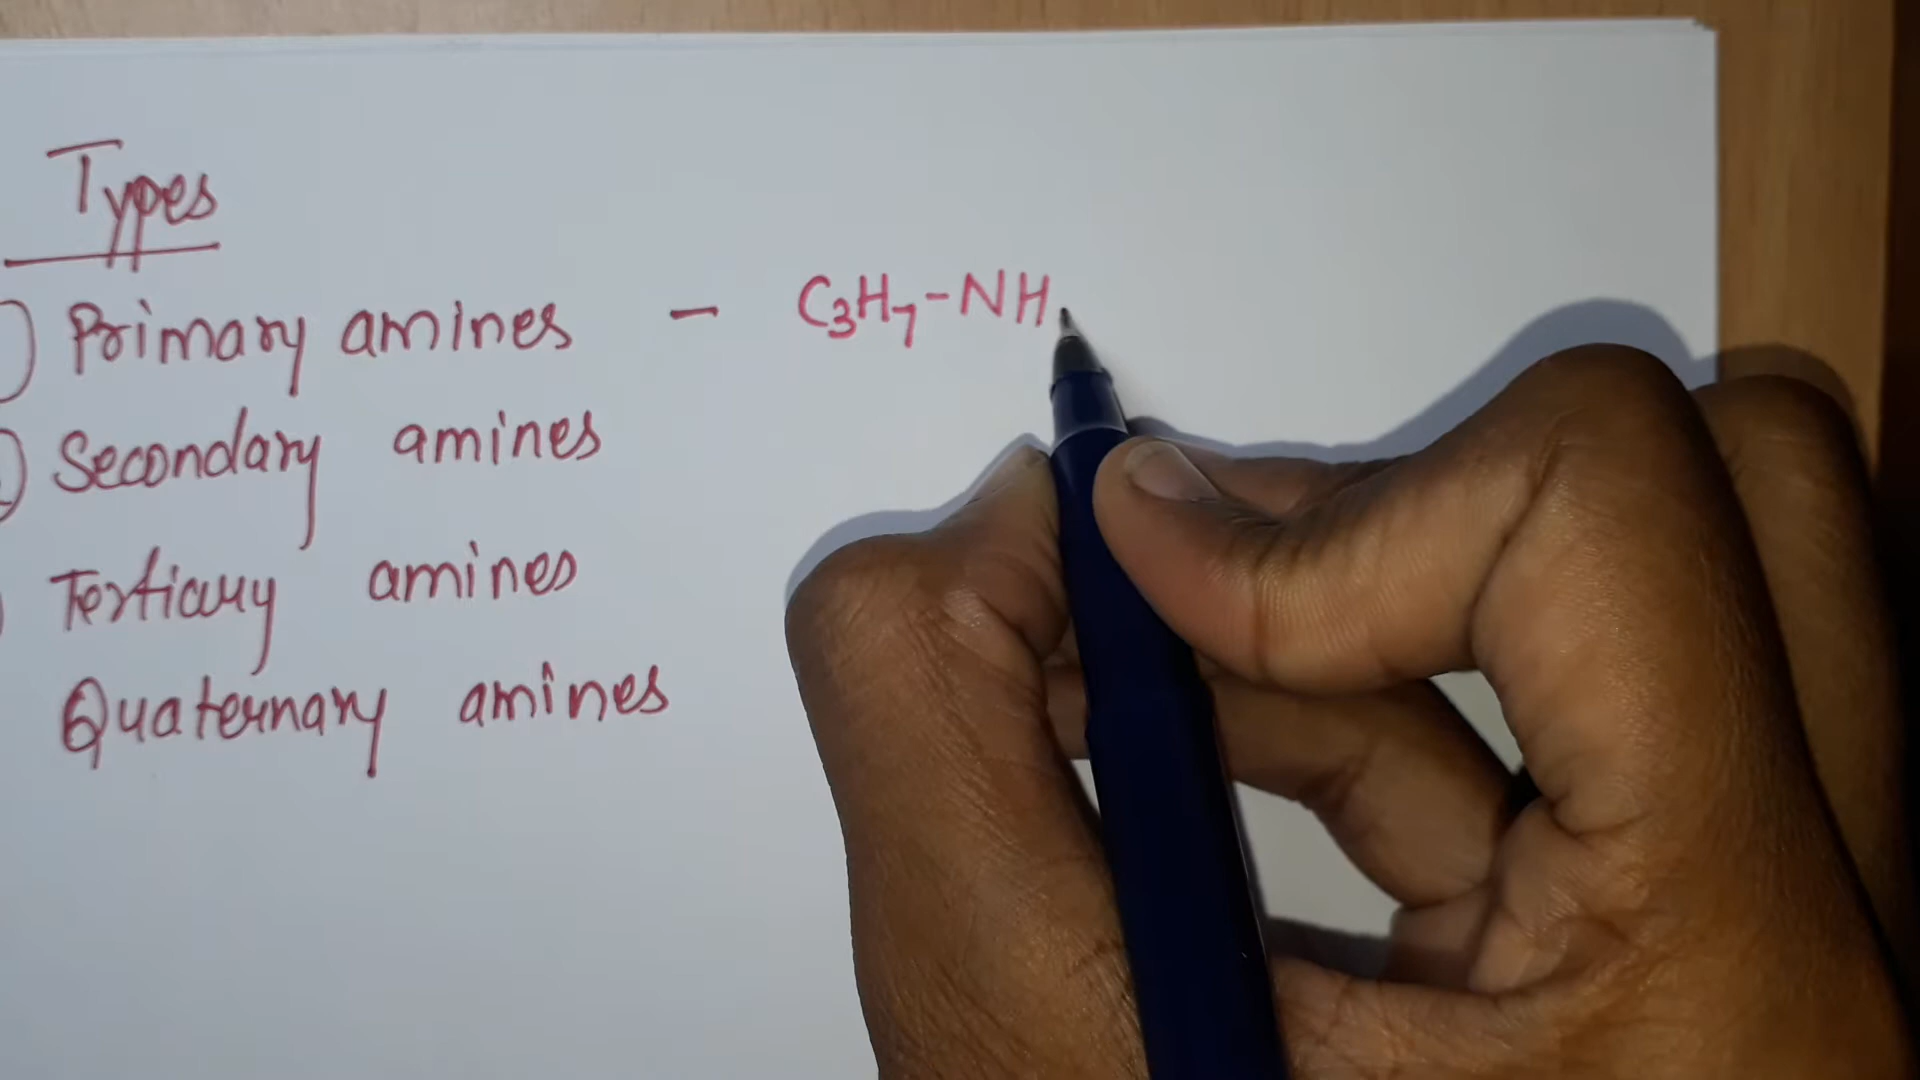 Types
) Primary amines - C₃H₇-NH
) Secondary amines
) Tertiary amines
Quaternary amines